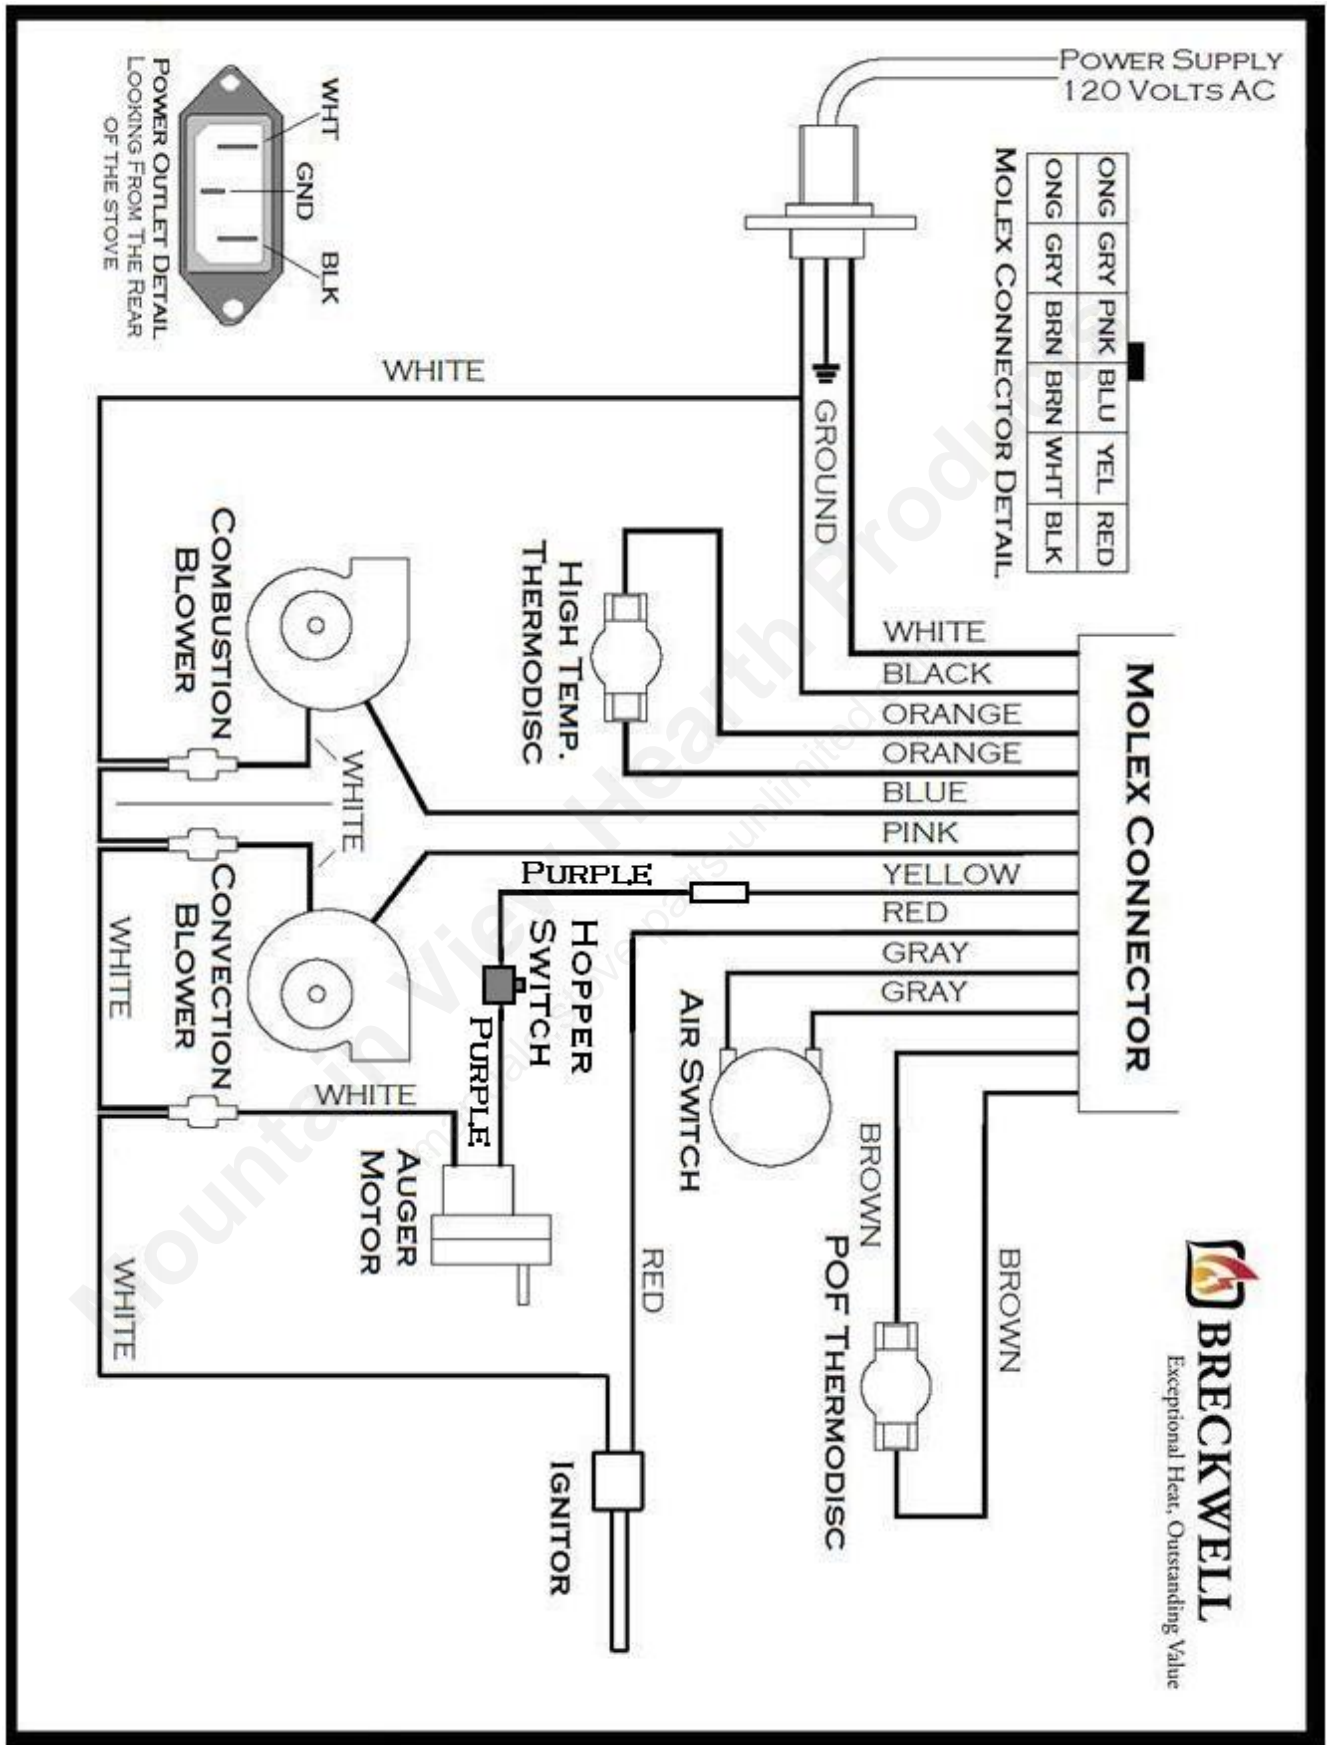 POWER SUPPLY
120 VOLTS AC
ONG GRY PNK BLU YEL RED
ONG GRY BRN BRN WHT BLK
MOLEX CONNECTOR DETAIL
WHT
GND
BLK
POWER OUTLET DETAIL
LOOKING FROM THE REAR
OF THE STOVE
WHITE
GROUND
HIGH TEMP.
THERMODISC
COMBUSTION
BLOWER
WHITE
BLACK
ORANGE
ORANGE
BLUE
PINK
YELLOW
RED
GRAY
GRAY
MOLEX CONNECTOR
WHITE
PURPLE
HOPPER
SWITCH
PURPLE
CONVECTION
BLOWER
WHITE
WHITE
AIR SWITCH
AUGER
MOTOR
BROWN
BROWN
POF THERMODISC
RED
WHITE
IGNITOR
BRECKWELL
Exceptional Heat, Outstanding Value
Mountain View Hearth Products